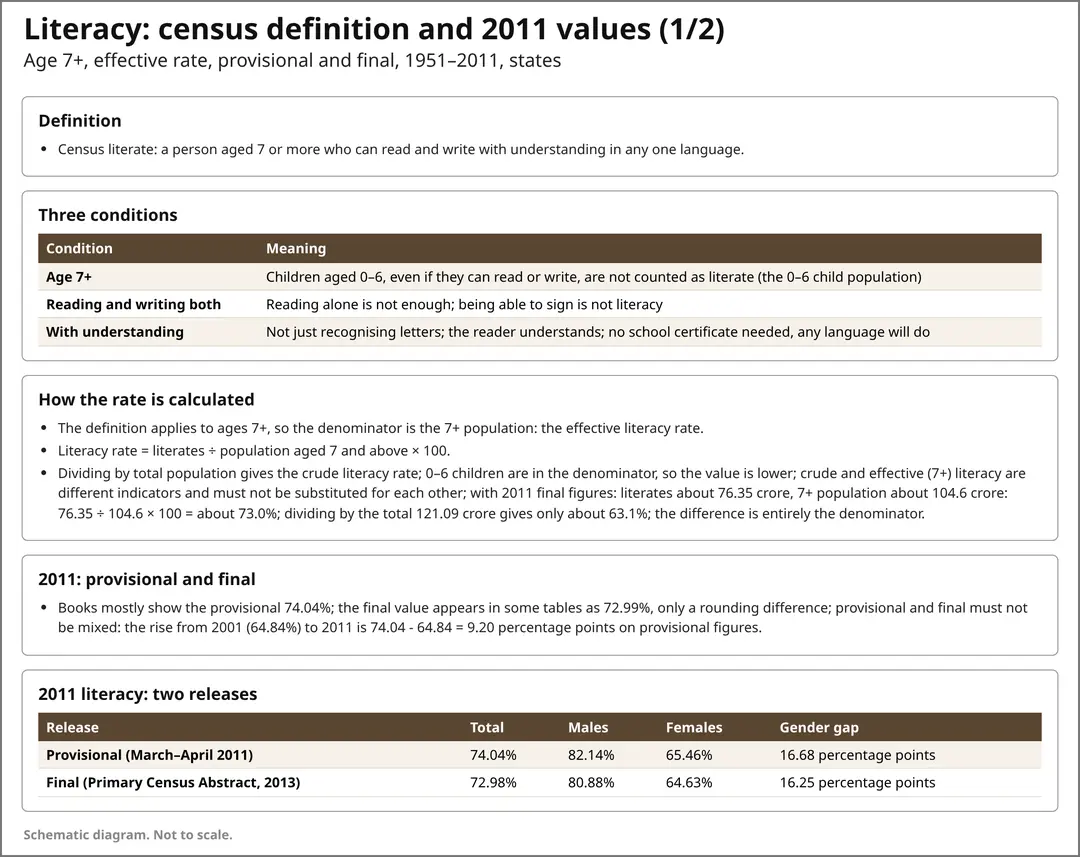 Literacy: census definition and 2011 values (1/2)
Age 7+, effective rate, provisional and final, 1951–2011, states
Definition
• Census literate: a person aged 7 or more who can read and write with understanding in any one language.
Three conditions
Condition Meaning
Age 7+ Children aged 0–6, even if they can read or write, are not counted as literate (the 0–6 child population)
Reading and writing both Reading alone is not enough; being able to sign is not literacy
With understanding Not just recognising letters; the reader understands; no school certificate needed, any language will do
How the rate is calculated
• The definition applies to ages 7+, so the denominator is the 7+ population: the effective literacy rate.
• Literacy rate = literates ÷ population aged 7 and above × 100.
• Dividing by total population gives the crude literacy rate; 0–6 children are in the denominator, so the value is lower; crude and effective (7+) literacy are
different indicators and must not be substituted for each other; with 2011 final figures: literates about 76.35 crore, 7+ population about 104.6 crore:
76.35 ÷ 104.6 × 100 = about 73.0%; dividing by the total 121.09 crore gives only about 63.1%; the difference is entirely the denominator.
2011: provisional and final
• Books mostly show the provisional 74.04%; the final value appears in some tables as 72.99%, only a rounding difference; provisional and final must not
be mixed: the rise from 2001 (64.84%) to 2011 is 74.04 - 64.84 = 9.20 percentage points on provisional figures.
2011 literacy: two releases
Release Total Males Females Gender gap
Provisional (March–April 2011) 74.04% 82.14% 65.46% 16.68 percentage points
Final (Primary Census Abstract, 2013) 72.98% 80.88% 64.63% 16.25 percentage points
Schematic diagram. Not to scale.